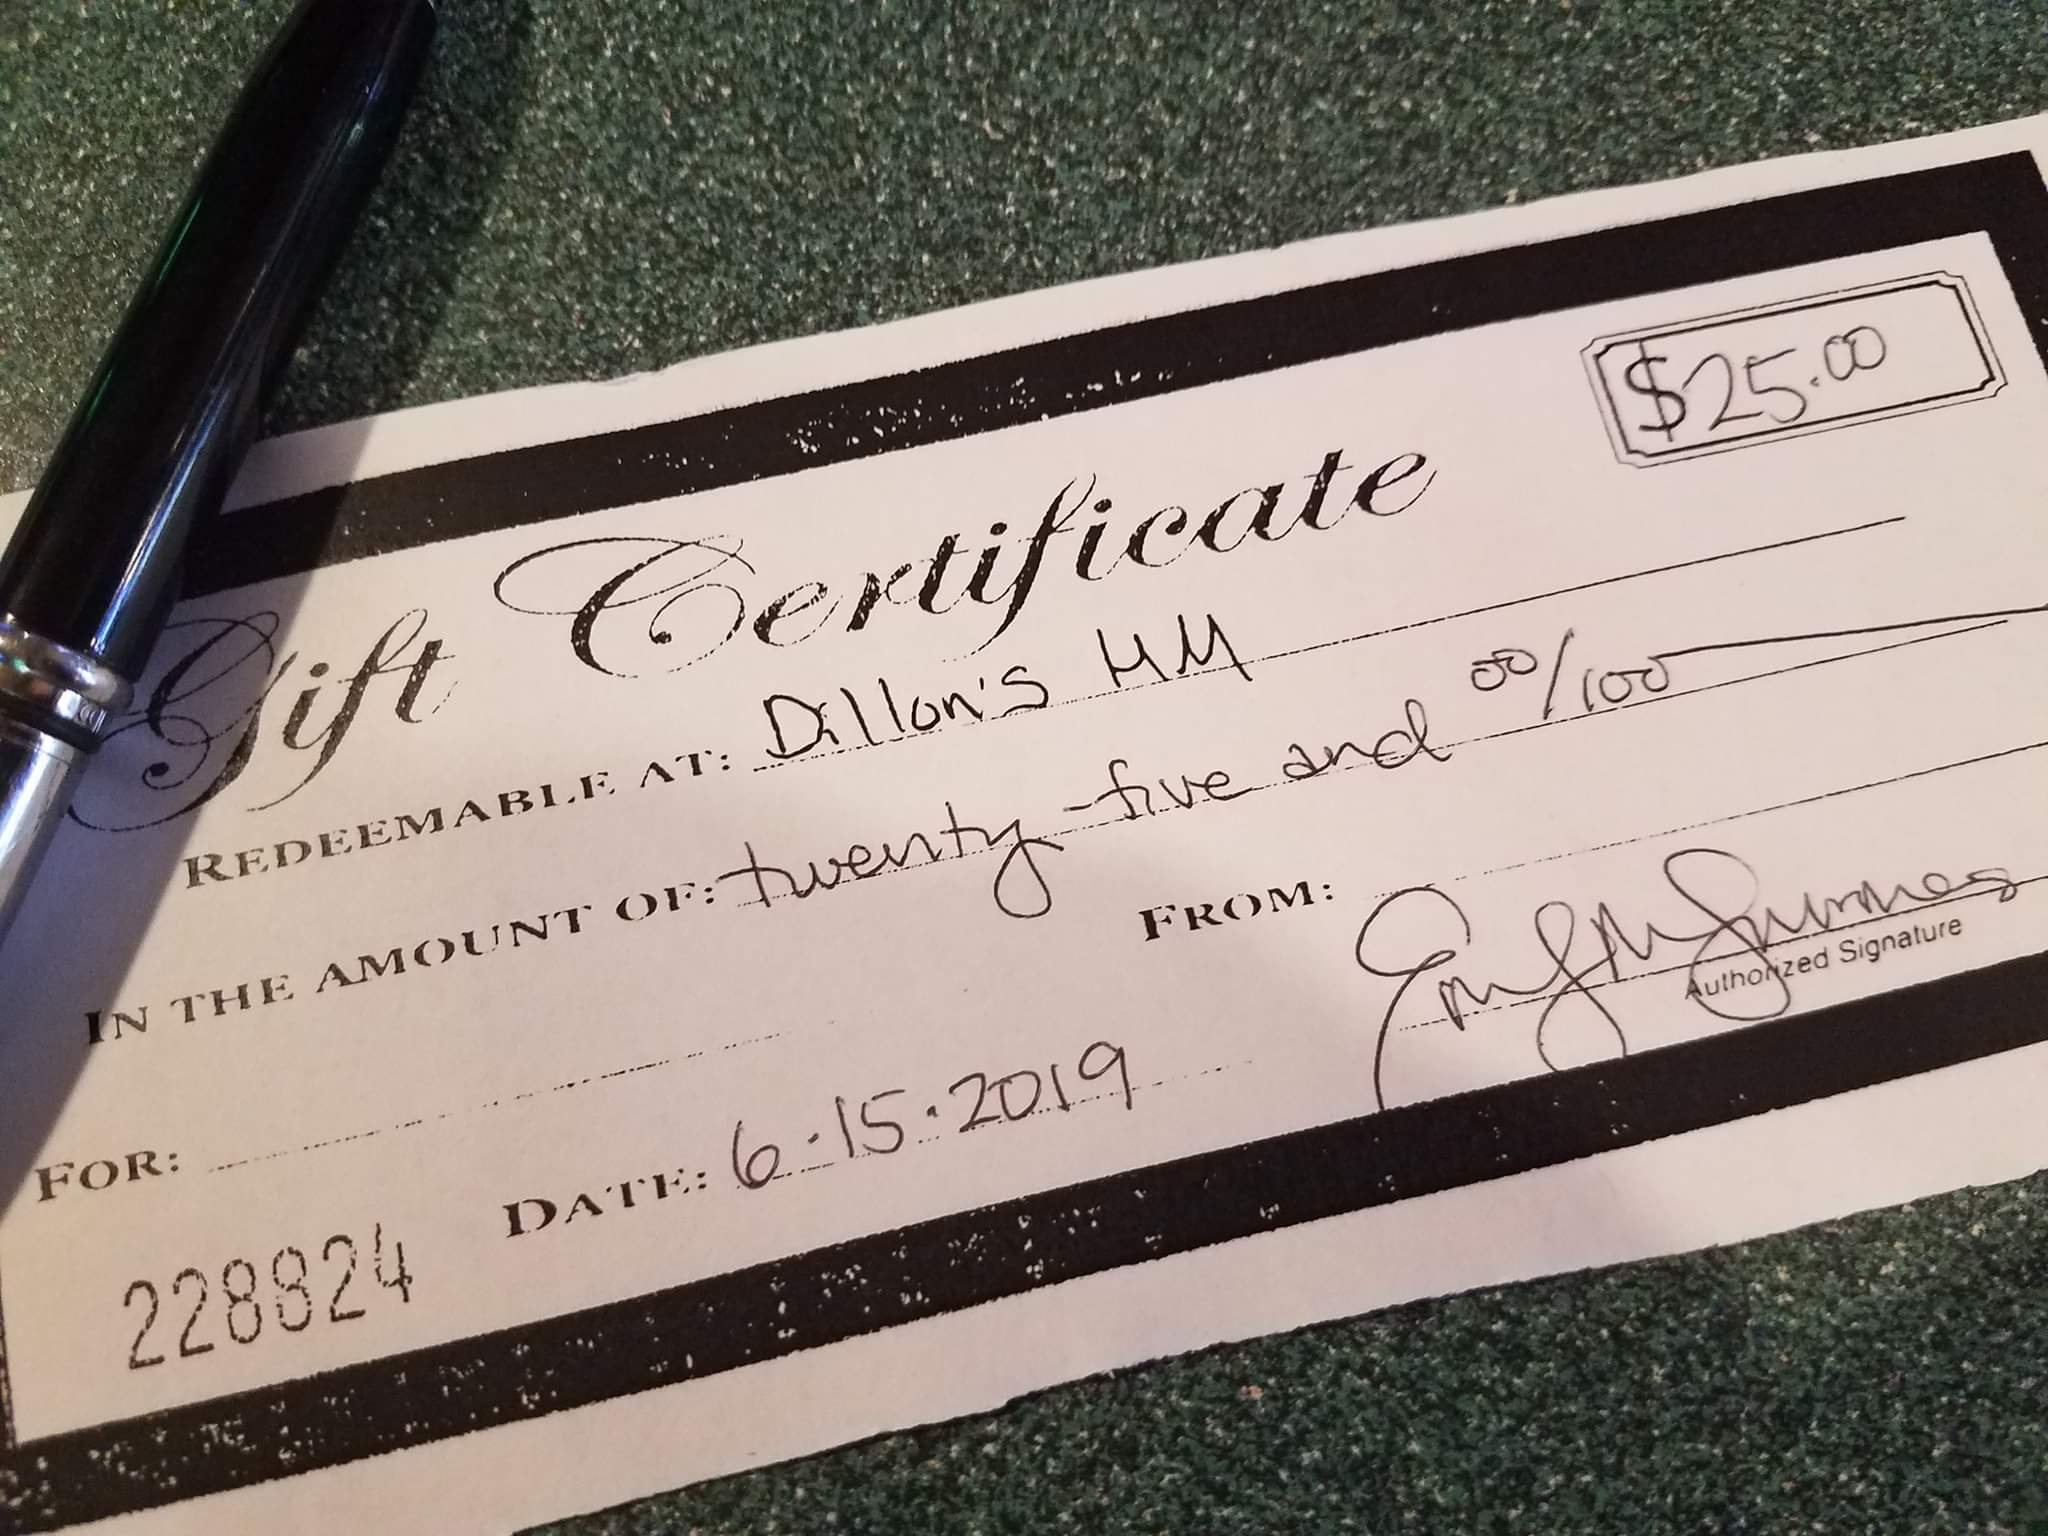 $25.00
Gift Certificate
REDEEMABLE AT: Dillon's HM
IN THE AMOUNT OF: twenty-five and 00/100
FROM:
Authorized Signature
FOR:
DATE: 6.15.2019
228824